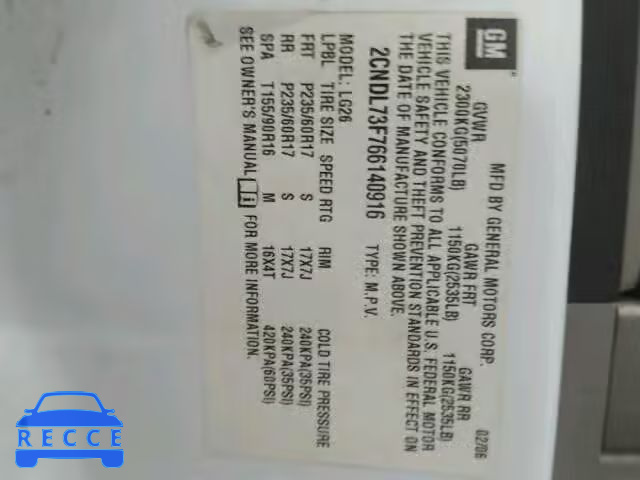 GM
MFD BY GENERAL MOTORS CORP. 02/06
GVWR GAWR FRT GAWR RR
2300KG(5070LB) 1150KG(2535LB) 1150KG(2535LB)
THIS VEHICLE CONFORMS TO ALL APPLICABLE U.S. FEDERAL MOTOR
VEHICLE SAFETY AND THEFT PREVENTION STANDARDS IN EFFECT ON
THE DATE OF MANUFACTURE SHOWN ABOVE.
2CNDL73F766140916 TYPE: M.P.V.
MODEL: LG26
LPBL TIRE SIZE SPEED RTG RIM COLD TIRE PRESSURE
FRT P235/60R17 S 17X7J 240KPA(35PSI)
RR P235/60R17 S 17X7J 240KPA(35PSI)
SPA T155/90R16 M 16X4T 420KPA(60PSI)
SEE OWNER'S MANUAL FOR MORE INFORMATION.
RECCE